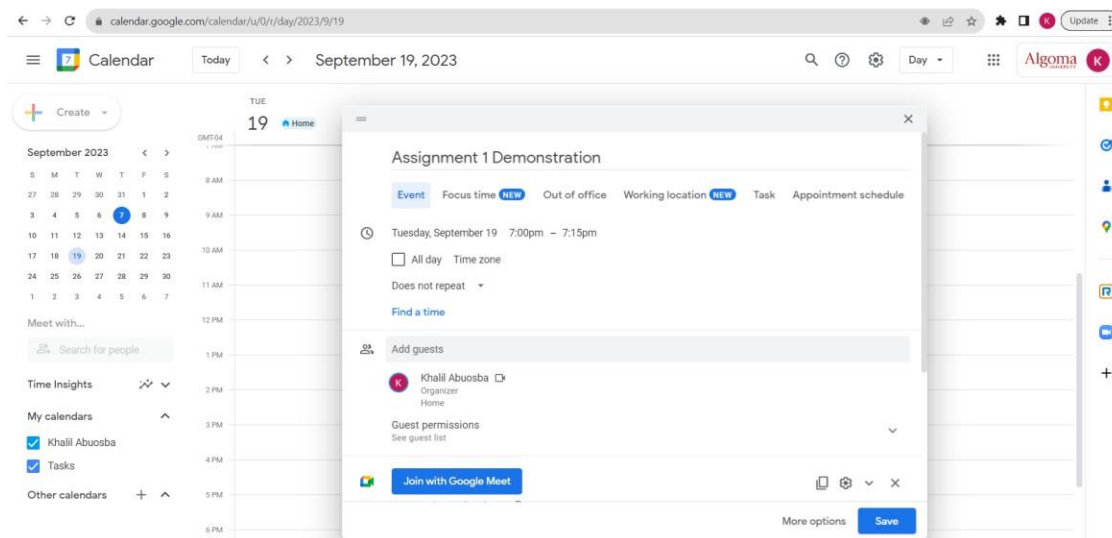 calendar.google.com/calendar/u/0/r/day/2023/9/19
K
Update
7 Calendar
Today
September 19, 2023
Day
Algoma
UNIVERSITY
K
Create
TUE
19
Home
GMT-04
September 2023
S M T W T F S
27 28 29 30 31 1 2
3 4 5 6 7 8 9
10 11 12 13 14 15 16
17 18 19 20 21 22 23
24 25 26 27 28 29 30
1 2 3 4 5 6 7
Meet with...
Search for people
Time Insights
My calendars
Khalil Abuosba
Tasks
Other calendars
8 AM
9 AM
10 AM
11 AM
12 PM
1 PM
2 PM
3 PM
4 PM
5 PM
6 PM
Assignment 1 Demonstration
Event Focus time NEW Out of office Working location NEW Task Appointment schedule
Tuesday, September 19 7:00pm – 7:15pm
All day Time zone
Does not repeat
Find a time
Add guests
K
Khalil Abuosba
Organizer
Home
Guest permissions
See guest list
Join with Google Meet
More options
Save